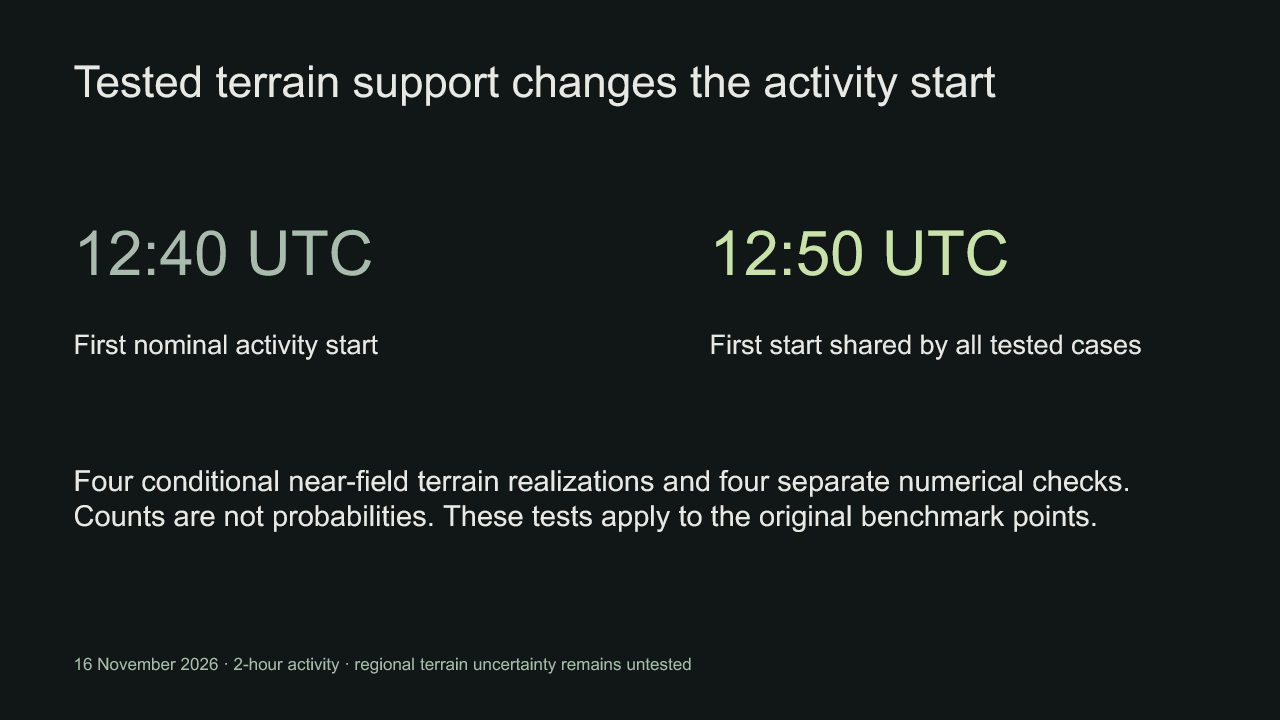 Tested terrain support changes the activity start
12:40 UTC
12:50 UTC
First nominal activity start
First start shared by all tested cases
Four conditional near-field terrain realizations and four separate numerical checks.
Counts are not probabilities. These tests apply to the original benchmark points.
16 November 2026 · 2-hour activity · regional terrain uncertainty remains untested